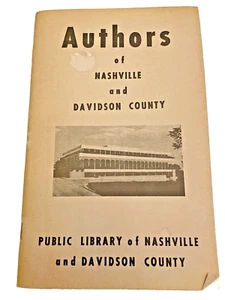 Authors
of
NASHVILLE
and
DAVIDSON COUNTY
PUBLIC LIBRARY of NASHVILLE
and DAVIDSON COUNTY